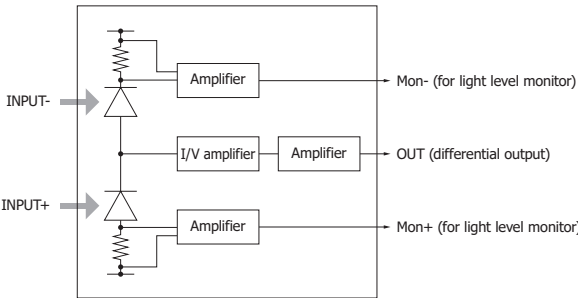 Amplifier
Mon- (for light level monitor)
INPUT-
I/V amplifier
Amplifier
OUT (differential output)
INPUT+
Amplifier
Mon+ (for light level monitor)